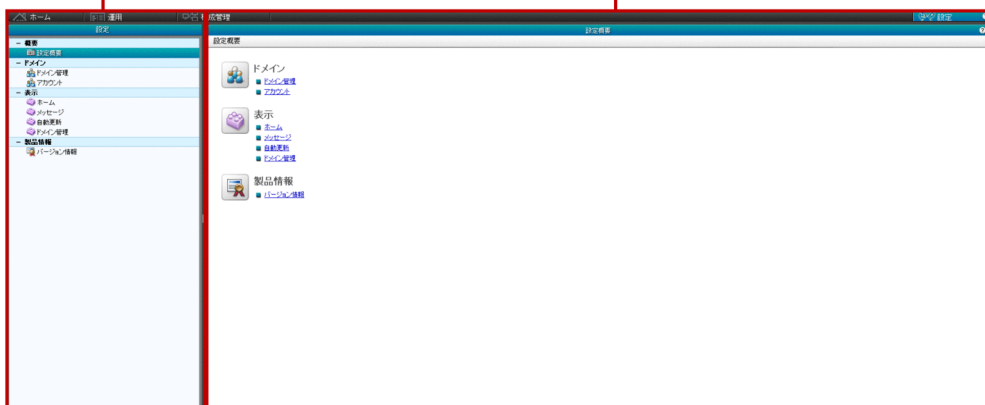 ホーム 運用 構 成管理 設定
設定
設定概要
− 概要
設定概要
− ドメイン
ドメイン管理
アカウント
− 表示
ホーム
メッセージ
自動更新
ドメイン管理
− 製品情報
バージョン情報
設定概要
ドメイン
ドメイン管理
アカウント
表示
ホーム
メッセージ
自動更新
ドメイン管理
製品情報
バージョン情報